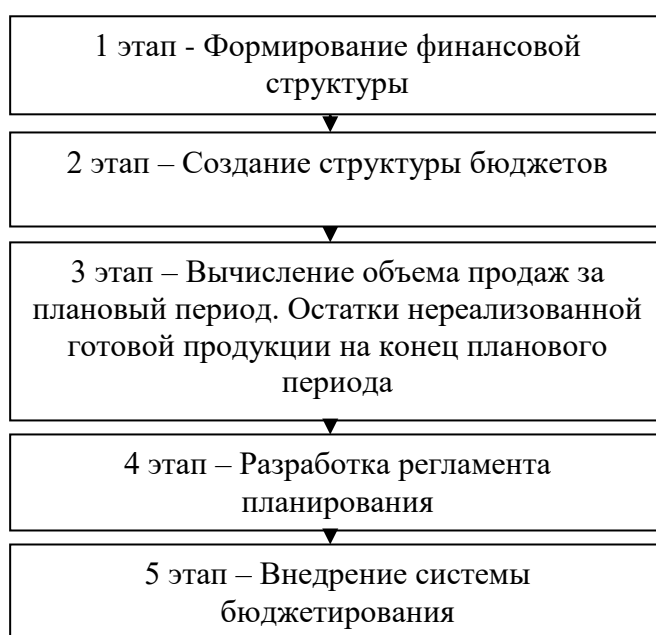 1 этап - Формирование финансовой
структуры
2 этап – Создание структуры бюджетов
3 этап – Вычисление объема продаж за
плановый период. Остатки нереализованной
готовой продукции на конец планового
периода
4 этап – Разработка регламента
планирования
5 этап – Внедрение системы
бюджетирования